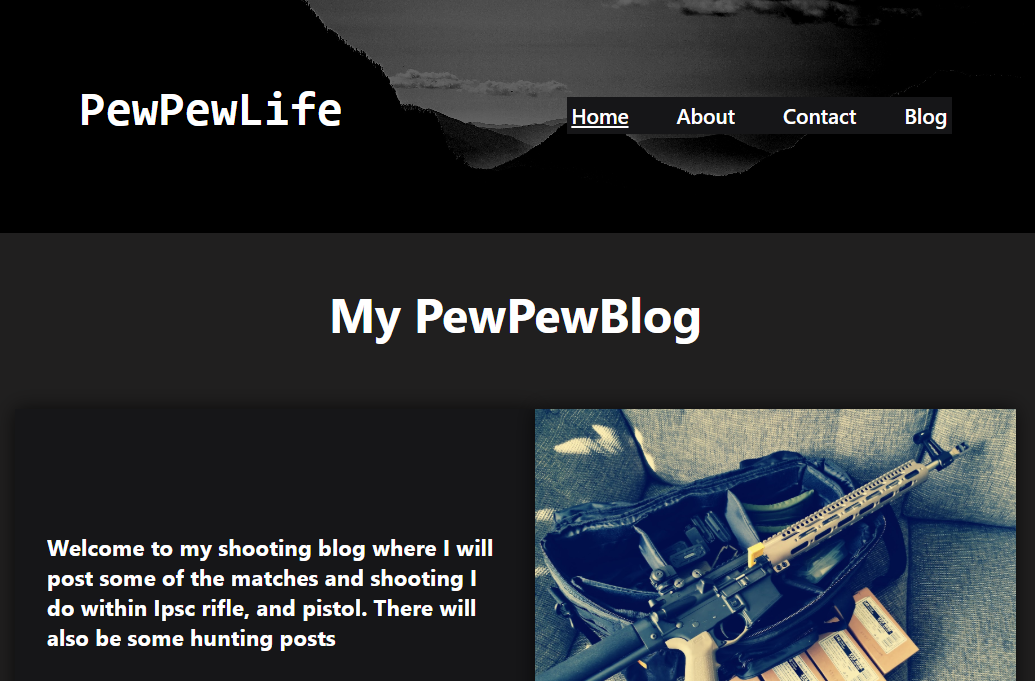 PewPewLife
Home About Contact Blog
My PewPewBlog
Welcome to my shooting blog where I will
post some of the matches and shooting I
do within Ipsc rifle, and pistol. There will
also be some hunting posts